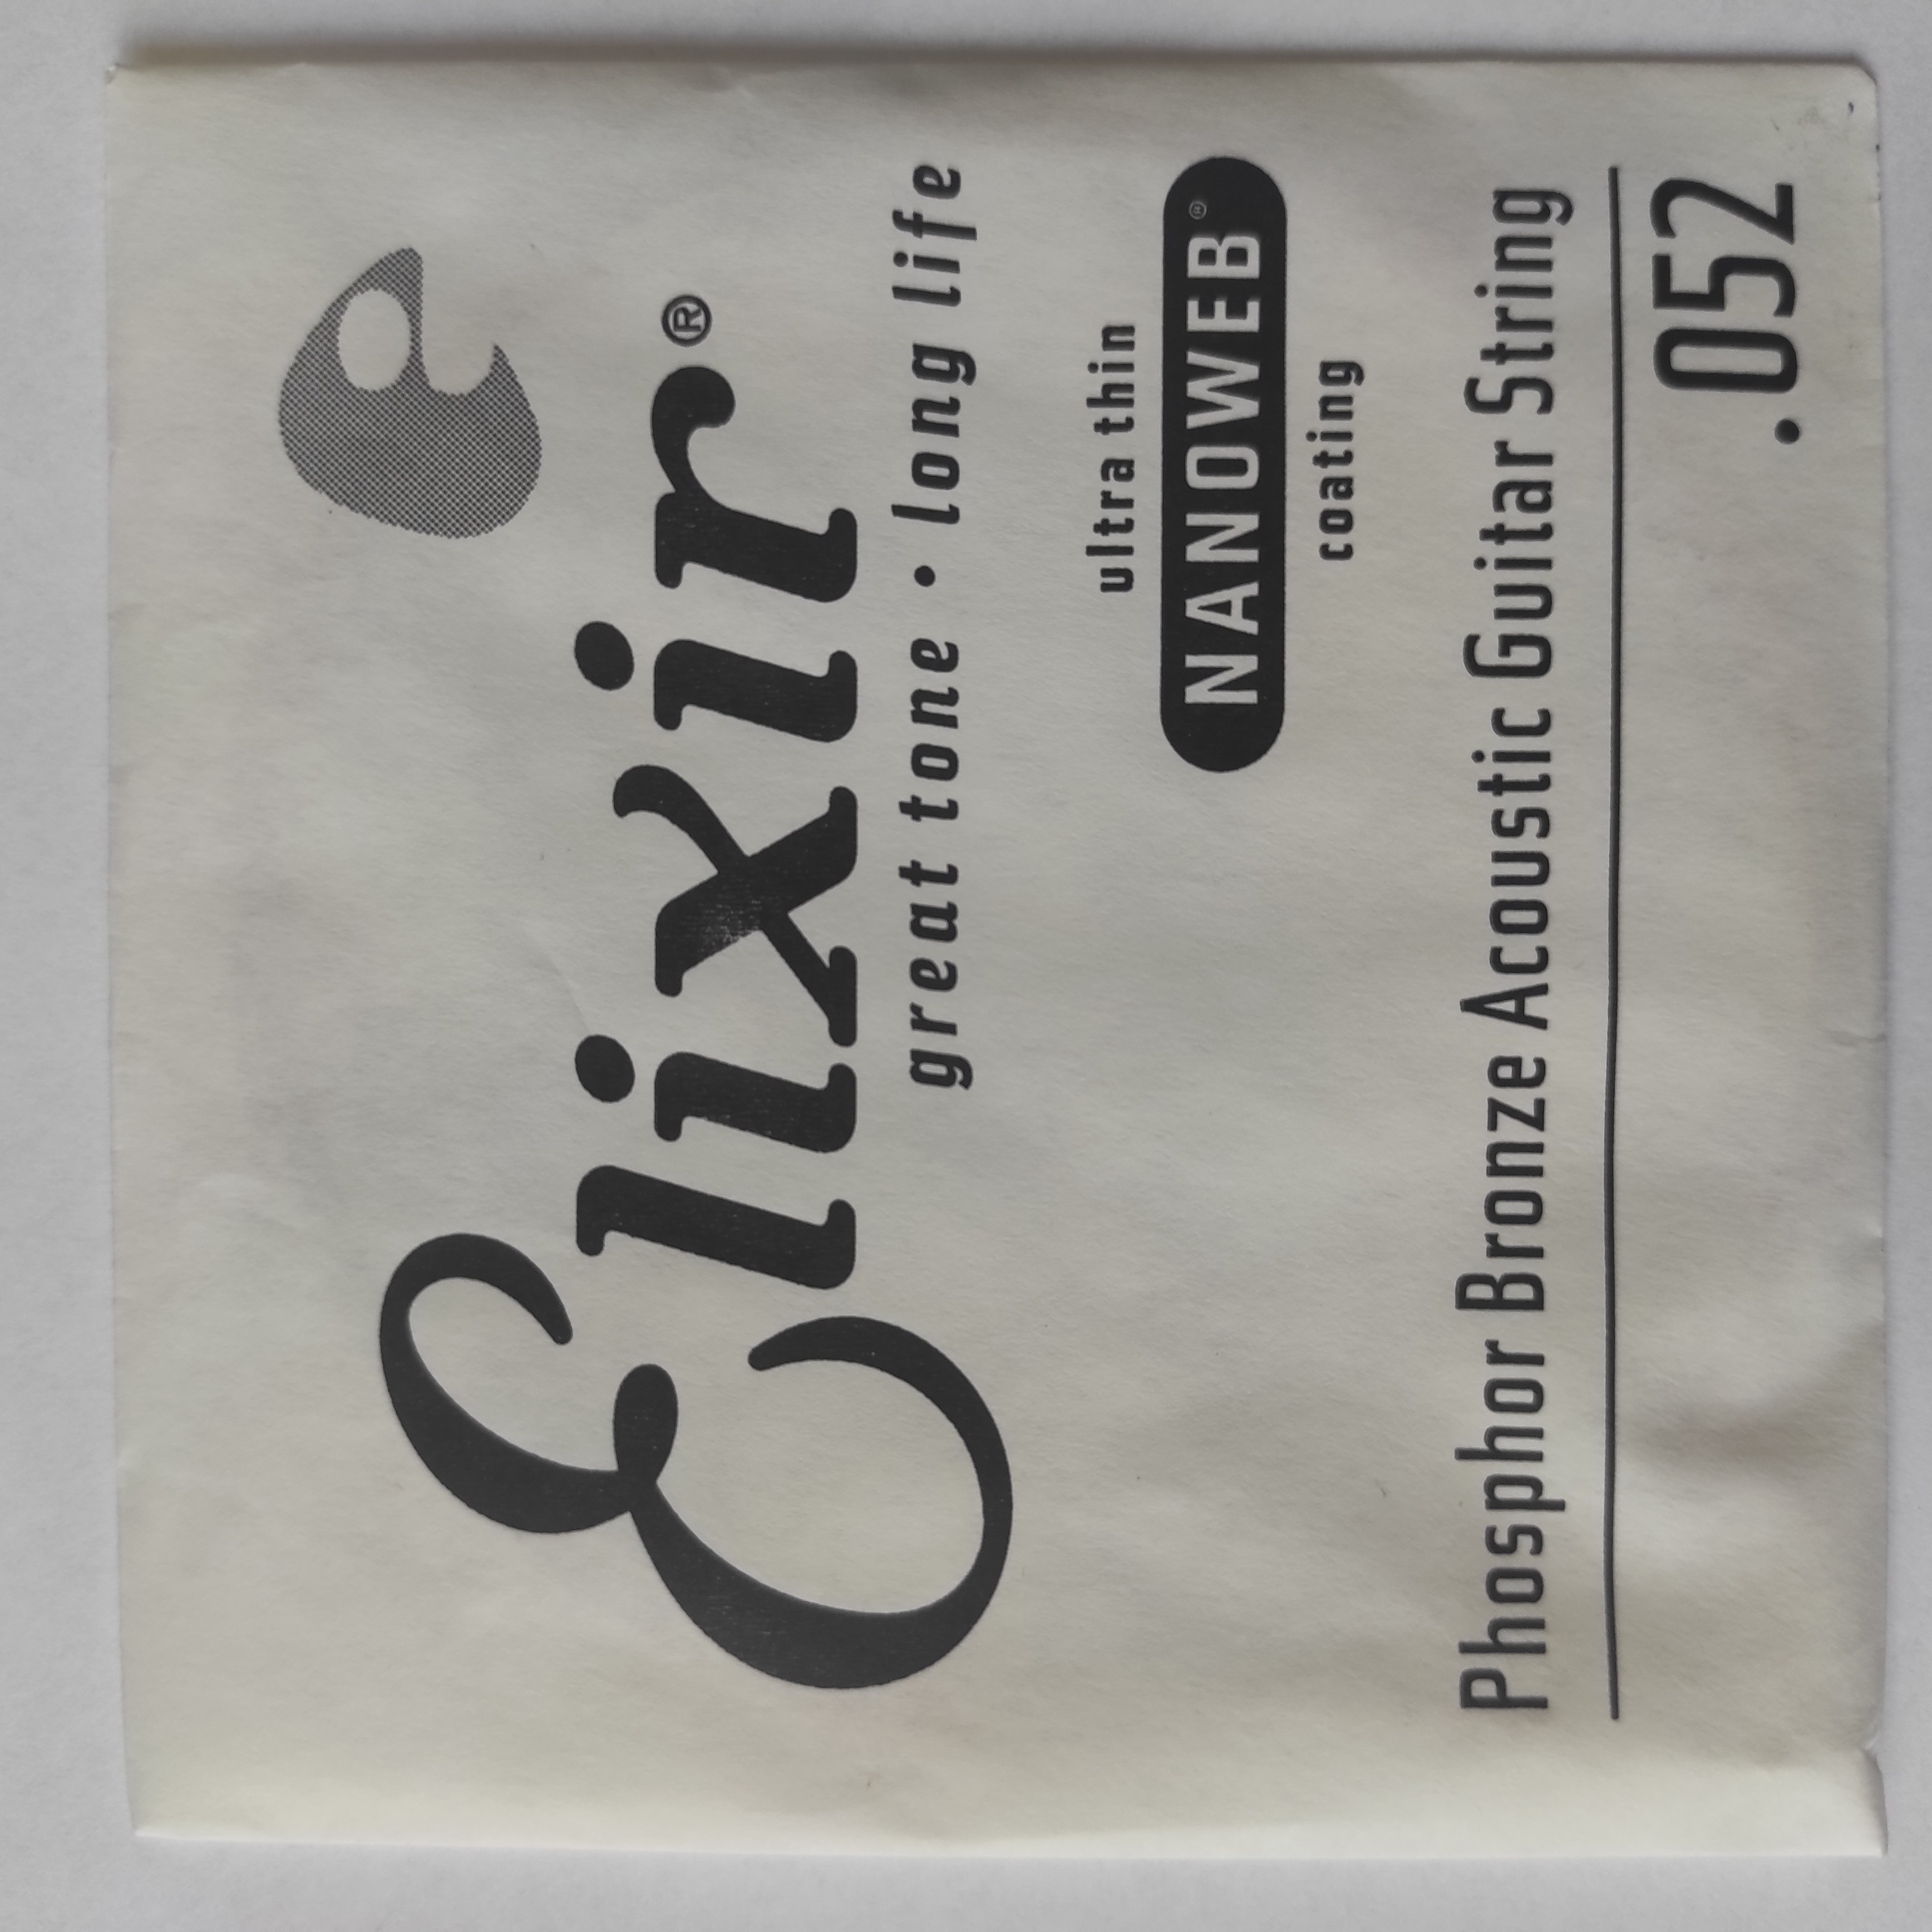 e
Elixir®
great tone • long life
ultra thin
NANOWEB®
coating
Phosphor Bronze Acoustic Guitar String
.052